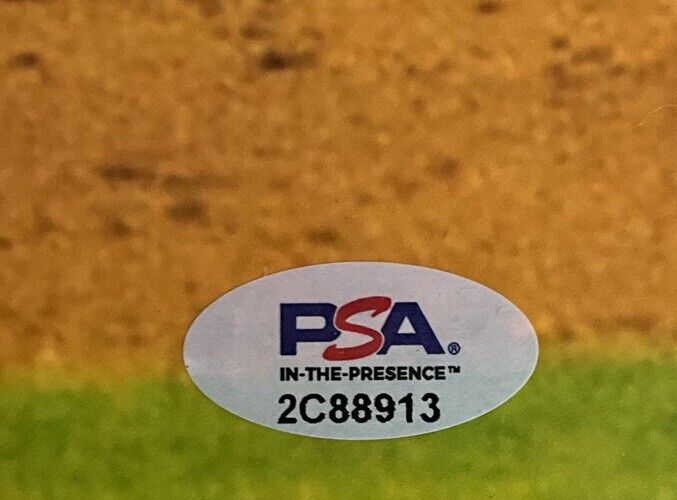 PSA®
IN-THE-PRESENCE™
2C88913